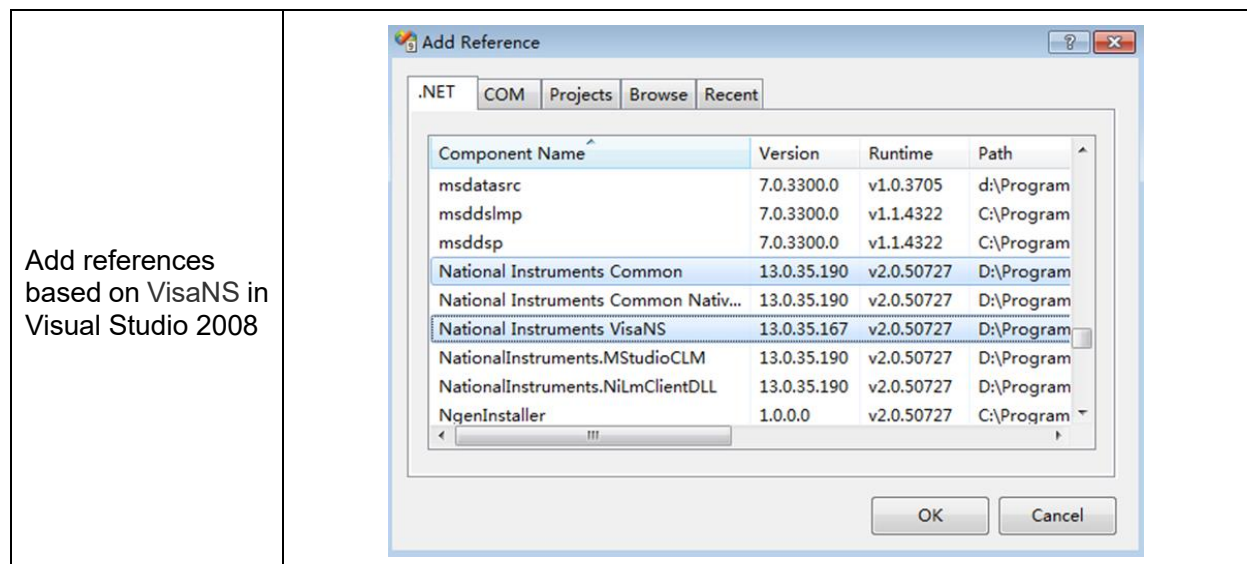 Add references
based on VisaNS in
Visual Studio 2008
Add Reference
.NET COM Projects Browse Recent
Component Name Version Runtime Path
msdatasrc 7.0.3300.0 v1.0.3705 d:\Program
msddslmp 7.0.3300.0 v1.1.4322 C:\Program
msddsp 7.0.3300.0 v1.1.4322 C:\Program
National Instruments Common 13.0.35.190 v2.0.50727 D:\Program
National Instruments Common Nativ... 13.0.35.190 v2.0.50727 D:\Program
National Instruments VisaNS 13.0.35.167 v2.0.50727 D:\Program
NationalInstruments.MStudioCLM 13.0.35.190 v2.0.50727 D:\Program
NationalInstruments.NiLmClientDLL 13.0.35.190 v2.0.50727 D:\Program
NgenInstaller 1.0.0.0 v2.0.50727 C:\Program
OK Cancel